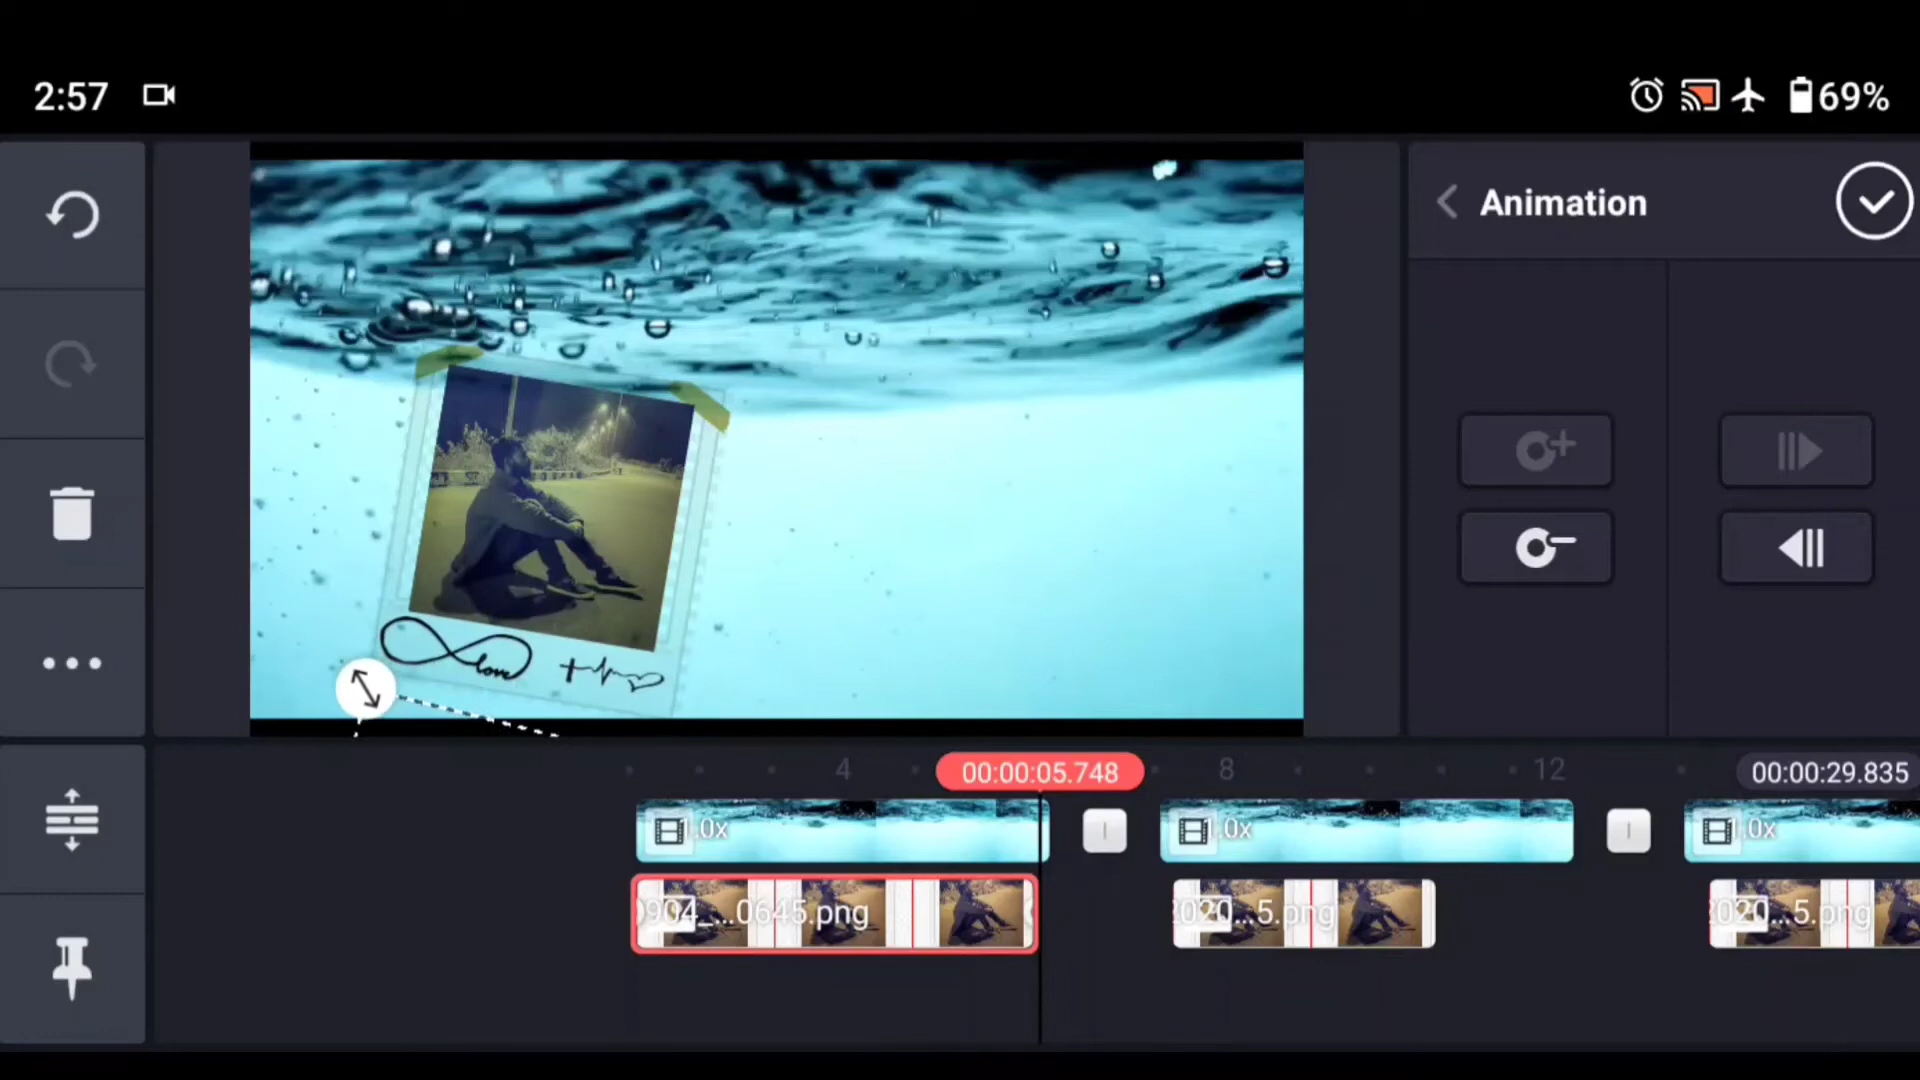 2:57
69%
Animation
love
4
00:00:05.748
8
12
00:00:29.835
1.0x
1.0x
1.0x
0904_...0645.png
2020...5.png
2020...5.png